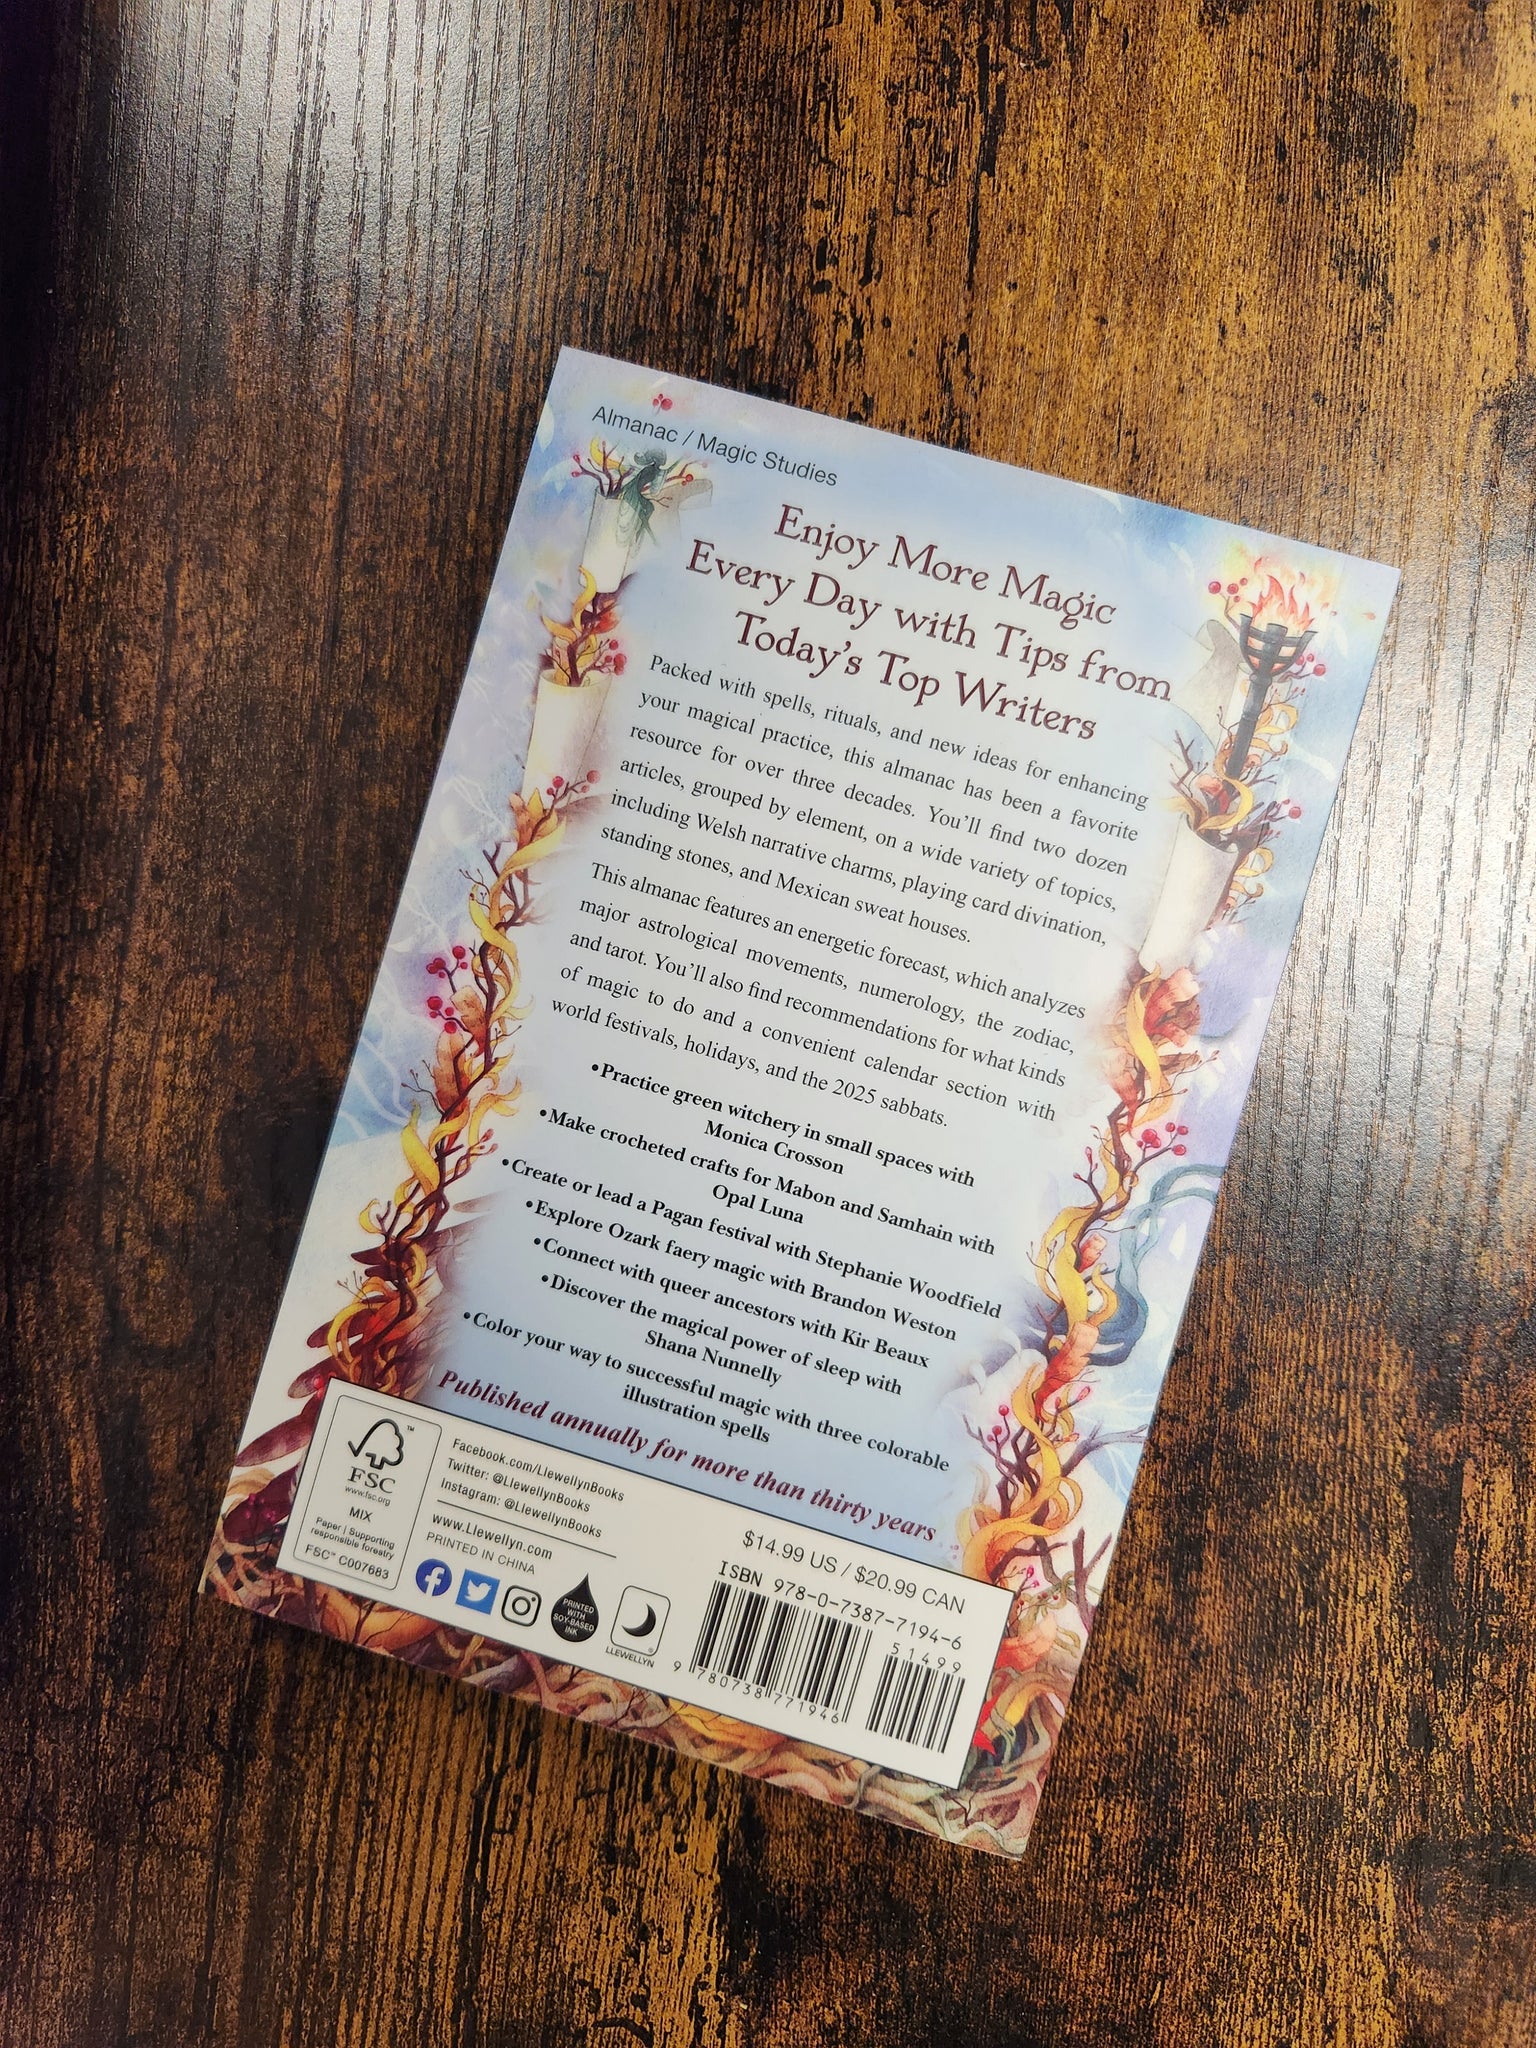 Almanac / Magic Studies
Enjoy More Magic
Every Day with Tips from
Today's Top Writers
Packed with spells, rituals, and new ideas for enhancing
your magical practice, this almanac has been a favorite
resource for over three decades. You'll find two dozen
articles, grouped by element, on a wide variety of topics,
including Welsh narrative charms, playing card divination,
standing stones, and Mexican sweat houses.
This almanac features an energetic forecast, which analyzes
major astrological movements, numerology, the zodiac,
and tarot. You'll also find recommendations for what kinds
of magic to do and a convenient calendar section with
world festivals, holidays, and the 2025 sabbats.
•Practice green witchery in small spaces with
Monica Crosson
•Make crocheted crafts for Mabon and Samhain with
Opal Luna
•Create or lead a Pagan festival with Stephanie Woodfield
•Explore Ozark faery magic with Brandon Weston
•Connect with queer ancestors with Kir Beaux
•Discover the magical power of sleep with
Shana Nunnelly
•Color your way to successful magic with three colorable
illustration spells
Published annually for more than thirty years
FSC™
www.fsc.org
MIX
Paper | Supporting
responsible forestry
FSC™ C007683
Facebook.com/LlewellynBooks
Twitter: @LlewellynBooks
Instagram: @LlewellynBooks
www.Llewellyn.com
PRINTED IN CHINA
PRINTED
WITH
SOY-BASED
INK
LLEWELLYN
$14.99 US / $20.99 CAN
ISBN 978-0-7387-7194-6
51499
9 780738 771946